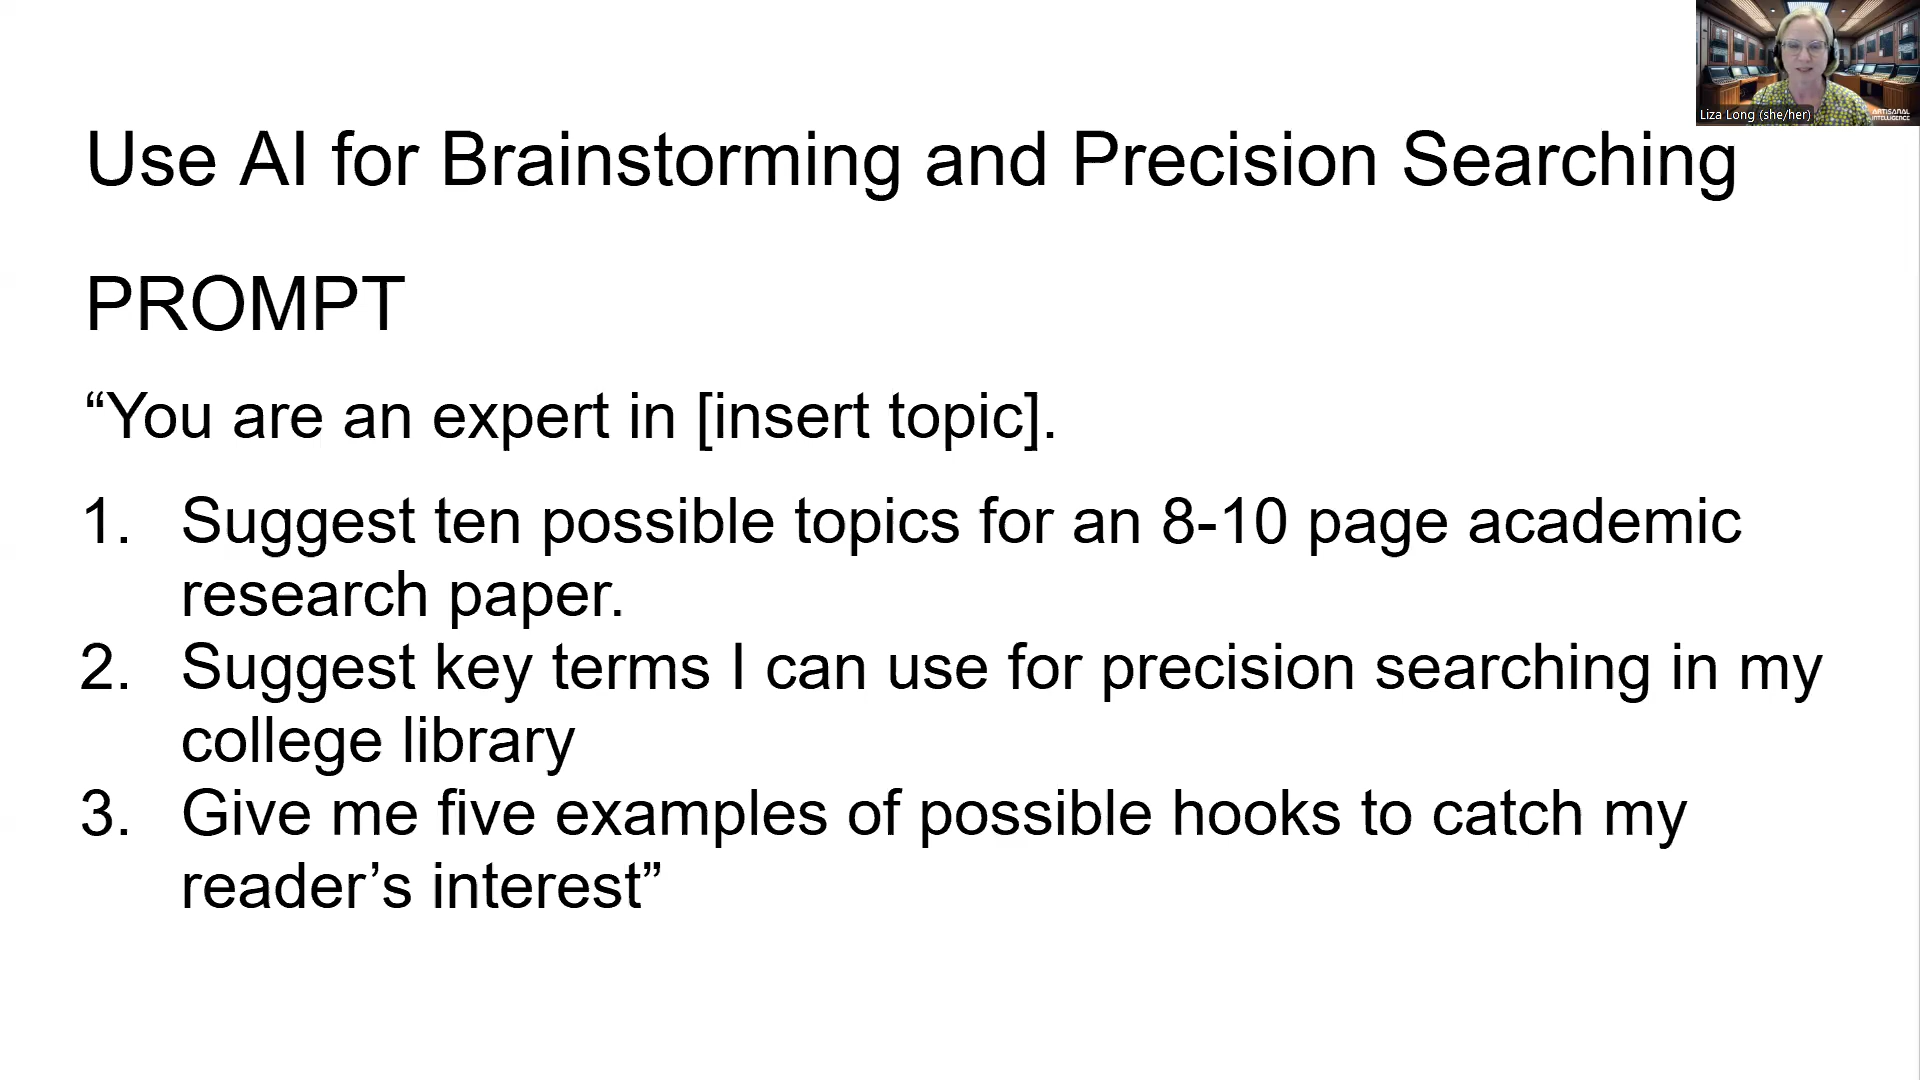 Liza Long (she/her)
ARTISANAL
INTELLIGENCE
Use AI for Brainstorming and Precision Searching
PROMPT
“You are an expert in [insert topic].
1. Suggest ten possible topics for an 8-10 page academic
research paper.
2. Suggest key terms I can use for precision searching in my
college library
3. Give me five examples of possible hooks to catch my
reader’s interest”